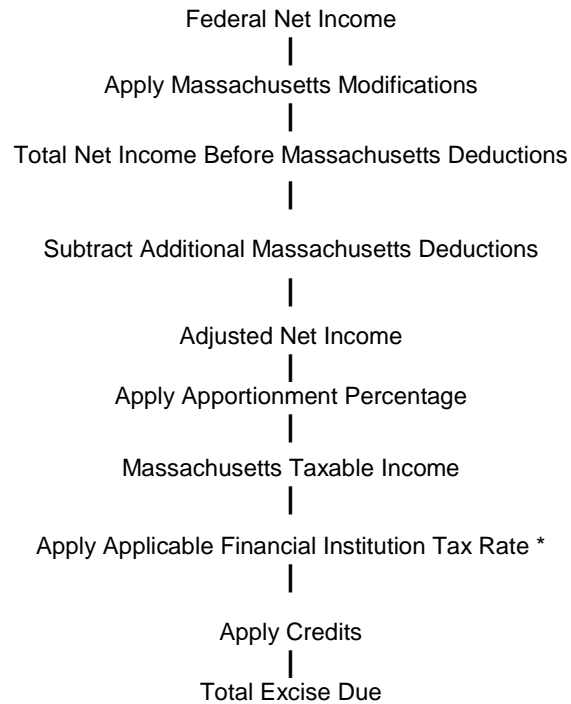 Federal Net Income
Apply Massachusetts Modifications
Total Net Income Before Massachusetts Deductions
Subtract Additional Massachusetts Deductions
Adjusted Net Income
Apply Apportionment Percentage
Massachusetts Taxable Income
Apply Applicable Financial Institution Tax Rate *
Apply Credits
Total Excise Due